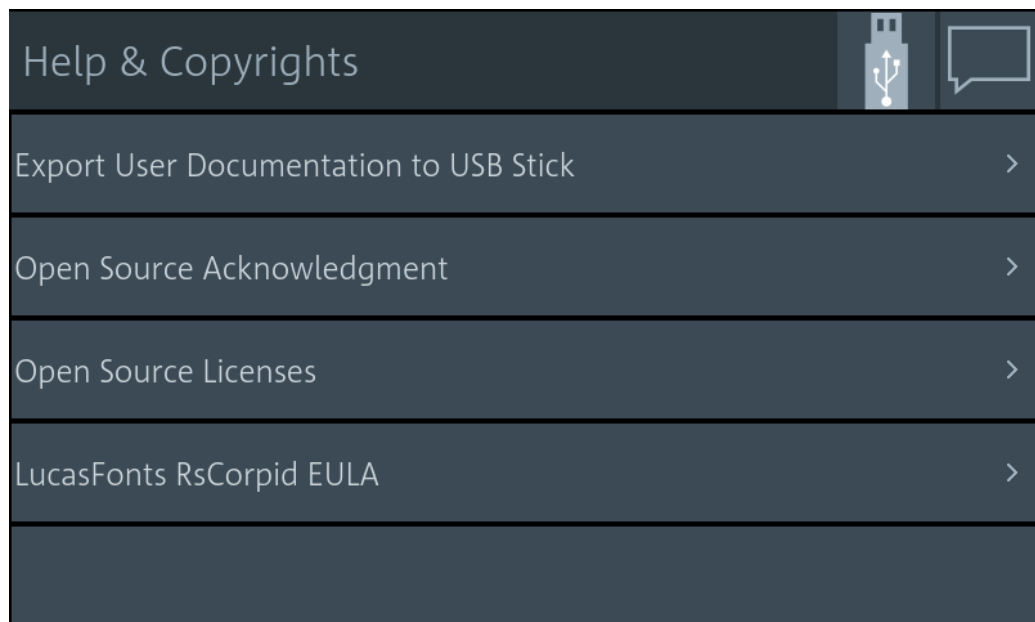 Help & Copyrights
Export User Documentation to USB Stick
Open Source Acknowledgment
Open Source Licenses
LucasFonts RsCorpid EULA